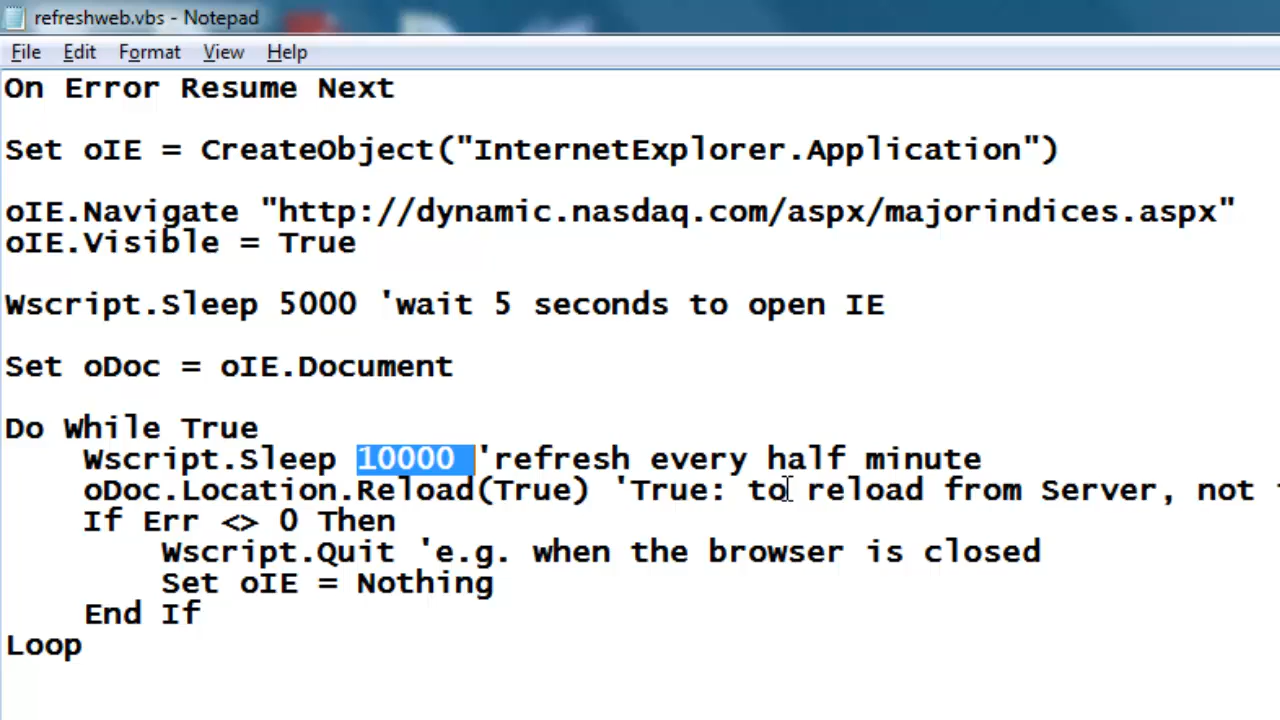 refreshweb.vbs - Notepad
File Edit Format View Help
On Error Resume Next
Set oIE = CreateObject("InternetExplorer.Application")
oIE.Navigate "http://dynamic.nasdaq.com/aspx/majorindices.aspx"
oIE.Visible = True
Wscript.Sleep 5000 'wait 5 seconds to open IE
Set oDoc = oIE.Document
Do While True
Wscript.Sleep 10000 'refresh every half minute
oDoc.Location.Reload(True) 'True: to reload from Server, not
If Err <> 0 Then
Wscript.Quit 'e.g. when the browser is closed
Set oIE = Nothing
End If
Loop